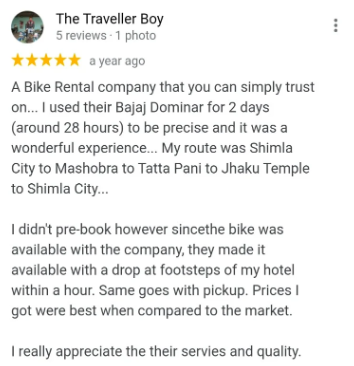 The Traveller Boy
5 reviews · 1 photo
a year ago
A Bike Rental company that you can simply trust
on... I used their Bajaj Dominar for 2 days
(around 28 hours) to be precise and it was a
wonderful experience... My route was Shimla
City to Mashobra to Tatta Pani to Jhaku Temple
to Shimla City...
I didn't pre-book however sincethe bike was
available with the company, they made it
available with a drop at footsteps of my hotel
within a hour. Same goes with pickup. Prices I
got were best when compared to the market.
I really appreciate the their servies and quality.